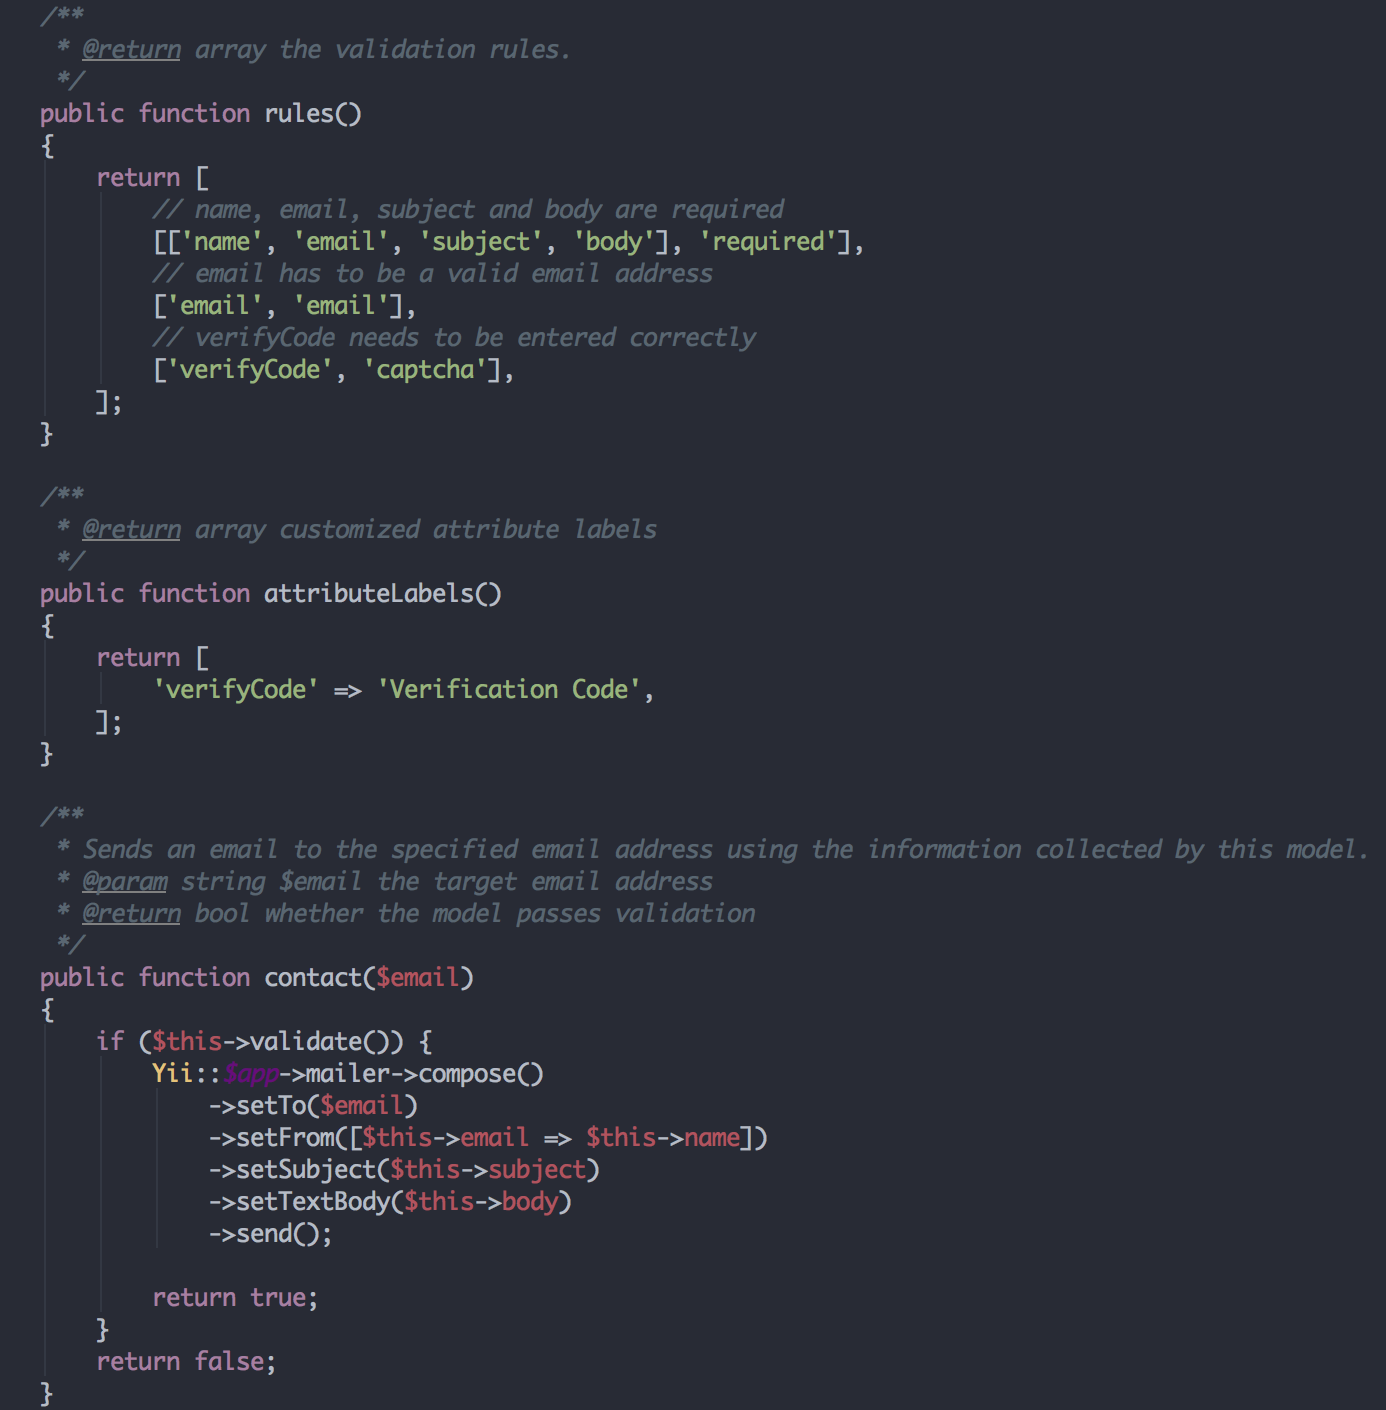 /**
 * @return array the validation rules.
 */
public function rules()
{
    return [
        // name, email, subject and body are required
        [['name', 'email', 'subject', 'body'], 'required'],
        // email has to be a valid email address
        ['email', 'email'],
        // verifyCode needs to be entered correctly
        ['verifyCode', 'captcha'],
    ];
}

/**
 * @return array customized attribute labels
 */
public function attributeLabels()
{
    return [
        'verifyCode' => 'Verification Code',
    ];
}

/**
 * Sends an email to the specified email address using the information collected by this model.
 * @param string $email the target email address
 * @return bool whether the model passes validation
 */
public function contact($email)
{
    if ($this->validate()) {
        Yii::$app->mailer->compose()
            ->setTo($email)
            ->setFrom([$this->email => $this->name])
            ->setSubject($this->subject)
            ->setTextBody($this->body)
            ->send();

        return true;
    }
    return false;
}